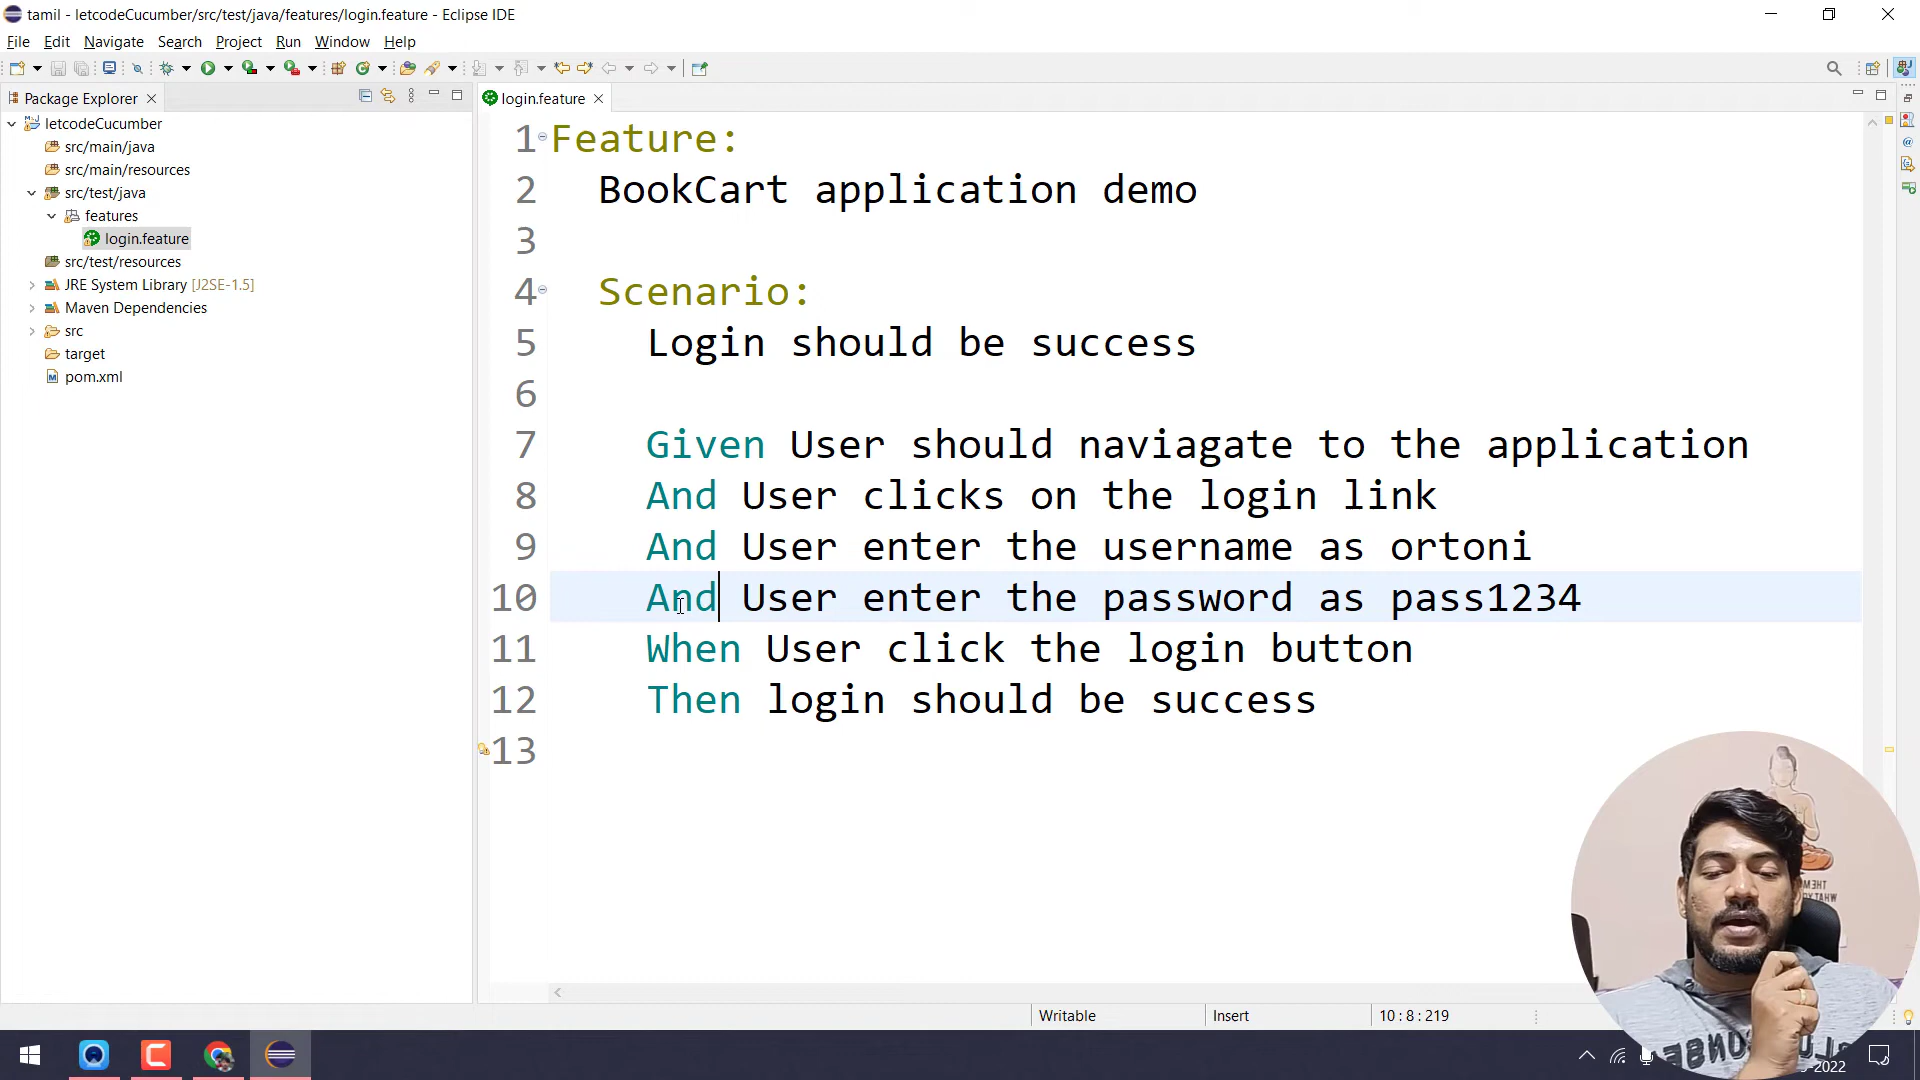 tamil - letcodeCucumber/src/test/java/features/login.feature - Eclipse IDE
File Edit Navigate Search Project Run Window Help
Package Explorer
login.feature
letcodeCucumber
src/main/java
src/main/resources
src/test/java
features
login.feature
src/test/resources
JRE System Library [J2SE-1.5]
Maven Dependencies
src
target
pom.xml
1 Feature:
2 BookCart application demo
3
4 Scenario:
5 Login should be success
6
7 Given User should naviagate to the application
8 And User clicks on the login link
9 And User enter the username as ortoni
10 And User enter the password as pass1234
11 When User click the login button
12 Then login should be success
13
Writable Insert 10 : 8 : 219
-2022